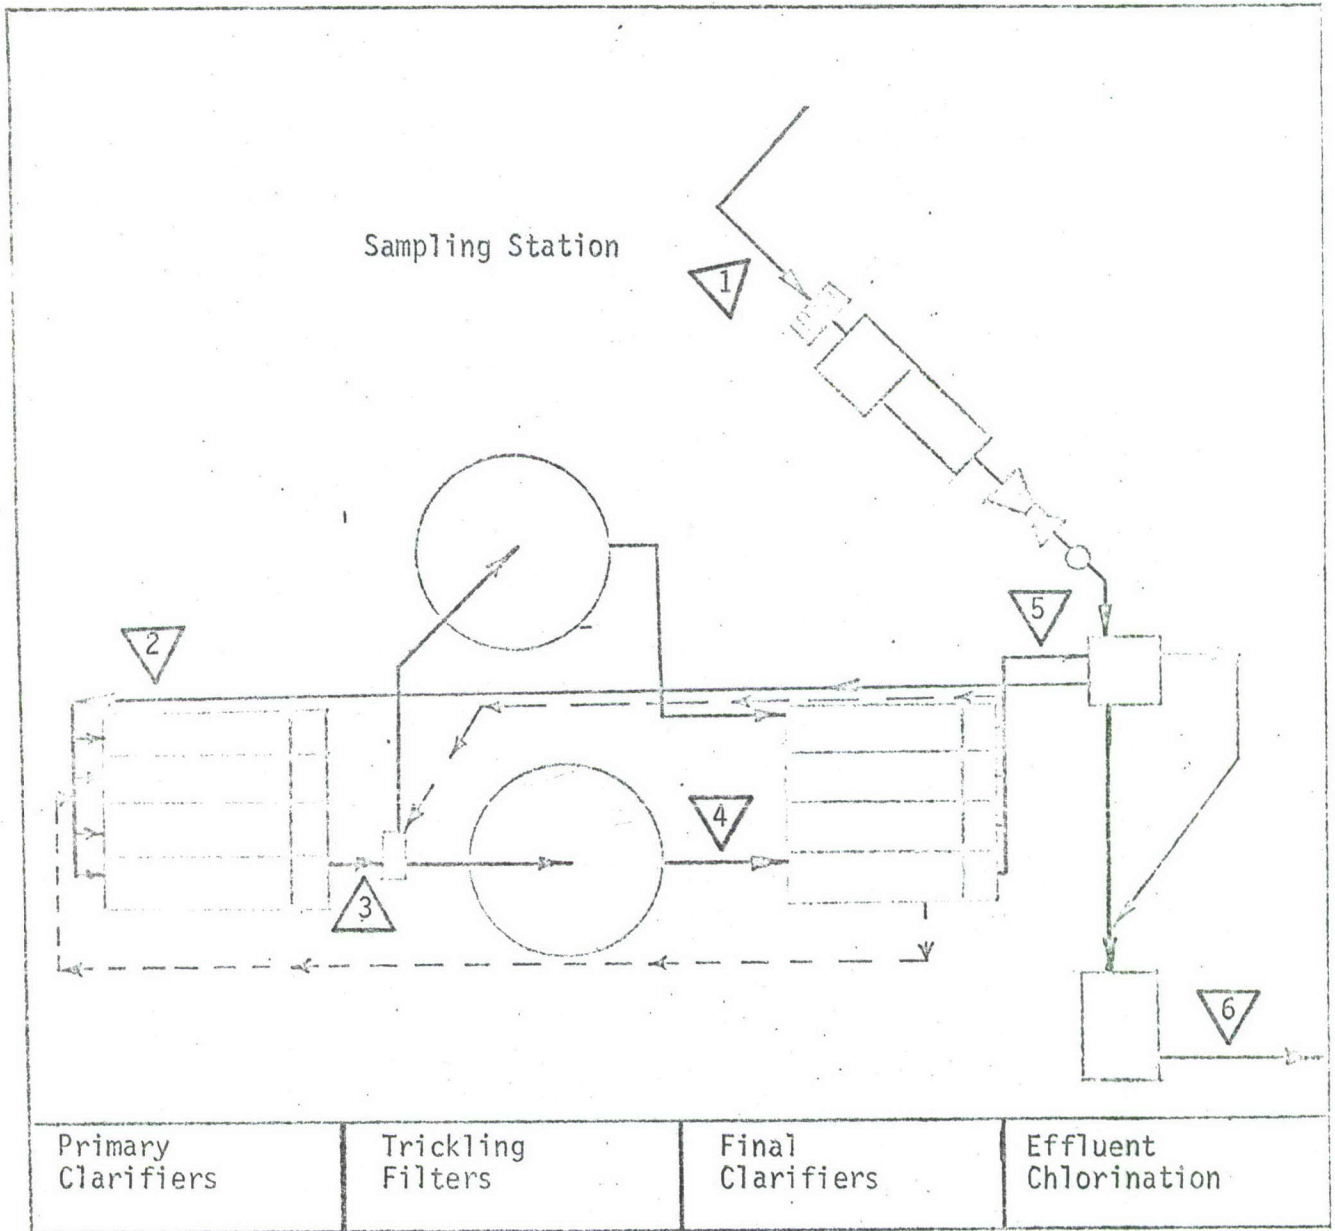 Sampling Station
1
5
2
4
3
6
Primary
Clarifiers
Trickling
Filters
Final
Clarifiers
Effluent
Chlorination